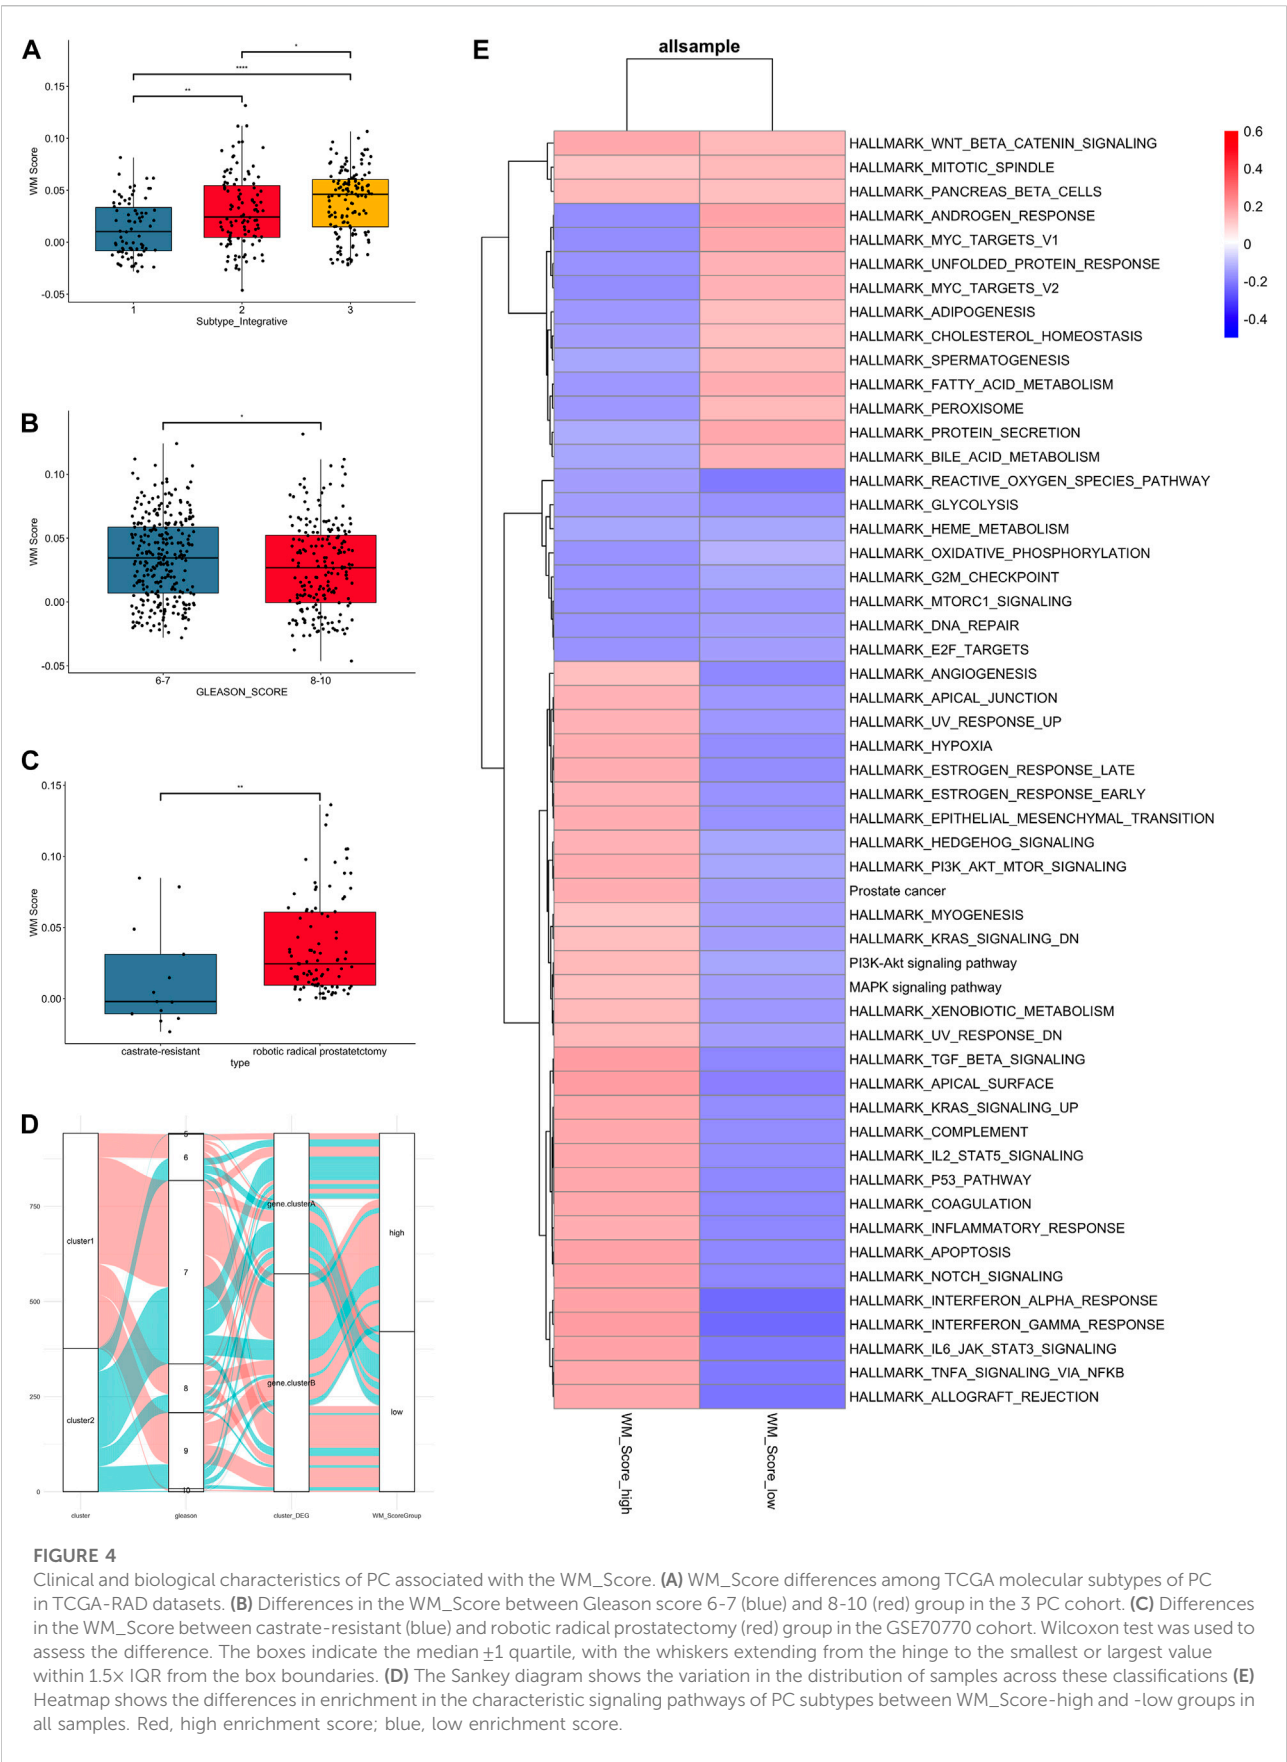 A
*
****
**
0.15
0.10
0.05
0.00
-0.05
WM Score
1
2
3
Subtype_Integrative
B
*
0.10
0.05
0.00
-0.05
WM Score
6-7
8-10
GLEASON_SCORE
C
**
0.15
0.10
0.05
0.00
WM Score
castrate-resistant
robotic radical prostatetctomy
type
D
750
500
250
0
cluster1
cluster2
5
6
7
8
9
10
gene.clusterA
gene.clusterB
high
low
cluster
gleason
cluster_DEG
WM_ScoreGroup
E
allsample
HALLMARK_WNT_BETA_CATENIN_SIGNALING
HALLMARK_MITOTIC_SPINDLE
HALLMARK_PANCREAS_BETA_CELLS
HALLMARK_ANDROGEN_RESPONSE
HALLMARK_MYC_TARGETS_V1
HALLMARK_UNFOLDED_PROTEIN_RESPONSE
HALLMARK_MYC_TARGETS_V2
HALLMARK_ADIPOGENESIS
HALLMARK_CHOLESTEROL_HOMEOSTASIS
HALLMARK_SPERMATOGENESIS
HALLMARK_FATTY_ACID_METABOLISM
HALLMARK_PEROXISOME
HALLMARK_PROTEIN_SECRETION
HALLMARK_BILE_ACID_METABOLISM
HALLMARK_REACTIVE_OXYGEN_SPECIES_PATHWAY
HALLMARK_GLYCOLYSIS
HALLMARK_HEME_METABOLISM
HALLMARK_OXIDATIVE_PHOSPHORYLATION
HALLMARK_G2M_CHECKPOINT
HALLMARK_MTORC1_SIGNALING
HALLMARK_DNA_REPAIR
HALLMARK_E2F_TARGETS
HALLMARK_ANGIOGENESIS
HALLMARK_APICAL_JUNCTION
HALLMARK_UV_RESPONSE_UP
HALLMARK_HYPOXIA
HALLMARK_ESTROGEN_RESPONSE_LATE
HALLMARK_ESTROGEN_RESPONSE_EARLY
HALLMARK_EPITHELIAL_MESENCHYMAL_TRANSITION
HALLMARK_HEDGEHOG_SIGNALING
HALLMARK_PI3K_AKT_MTOR_SIGNALING
Prostate cancer
HALLMARK_MYOGENESIS
HALLMARK_KRAS_SIGNALING_DN
PI3K-Akt signaling pathway
MAPK signaling pathway
HALLMARK_XENOBIOTIC_METABOLISM
HALLMARK_UV_RESPONSE_DN
HALLMARK_TGF_BETA_SIGNALING
HALLMARK_APICAL_SURFACE
HALLMARK_KRAS_SIGNALING_UP
HALLMARK_COMPLEMENT
HALLMARK_IL2_STAT5_SIGNALING
HALLMARK_P53_PATHWAY
HALLMARK_COAGULATION
HALLMARK_INFLAMMATORY_RESPONSE
HALLMARK_APOPTOSIS
HALLMARK_NOTCH_SIGNALING
HALLMARK_INTERFERON_ALPHA_RESPONSE
HALLMARK_INTERFERON_GAMMA_RESPONSE
HALLMARK_IL6_JAK_STAT3_SIGNALING
HALLMARK_TNFA_SIGNALING_VIA_NFKB
HALLMARK_ALLOGRAFT_REJECTION
WM_Score_high
WM_Score_low
0.6
0.4
0.2
0
-0.2
-0.4
FIGURE 4
Clinical and biological characteristics of PC associated with the WM_Score. (A) WM_Score differences among TCGA molecular subtypes of PC
in TCGA-RAD datasets. (B) Differences in the WM_Score between Gleason score 6-7 (blue) and 8-10 (red) group in the 3 PC cohort. (C) Differences
in the WM_Score between castrate-resistant (blue) and robotic radical prostatectomy (red) group in the GSE70770 cohort. Wilcoxon test was used to
assess the difference. The boxes indicate the median ±1 quartile, with the whiskers extending from the hinge to the smallest or largest value
within 1.5× IQR from the box boundaries. (D) The Sankey diagram shows the variation in the distribution of samples across these classifications (E)
Heatmap shows the differences in enrichment in the characteristic signaling pathways of PC subtypes between WM_Score-high and -low groups in
all samples. Red, high enrichment score; blue, low enrichment score.